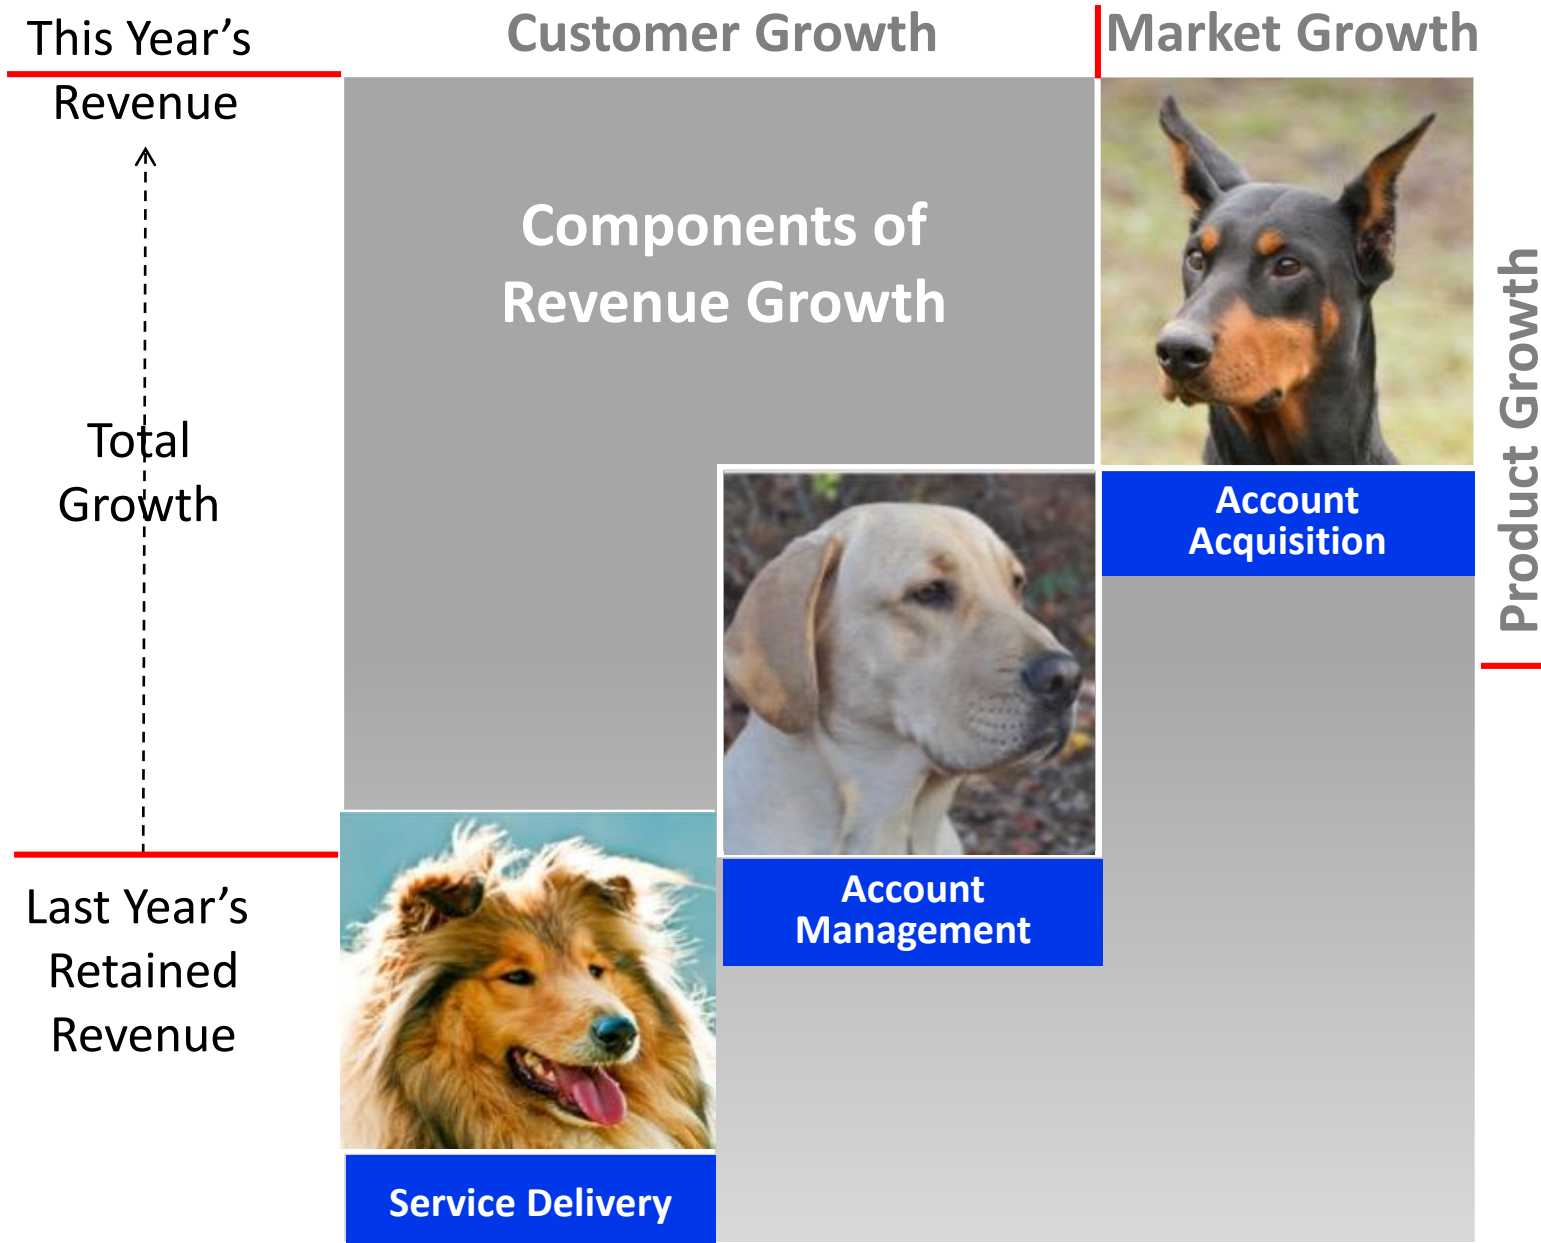 This Year's
Revenue
Customer Growth
Market Growth
Components of
Revenue Growth
Product Growth
Total
Growth
Account
Acquisition
Account
Management
Last Year's
Retained
Revenue
Service Delivery